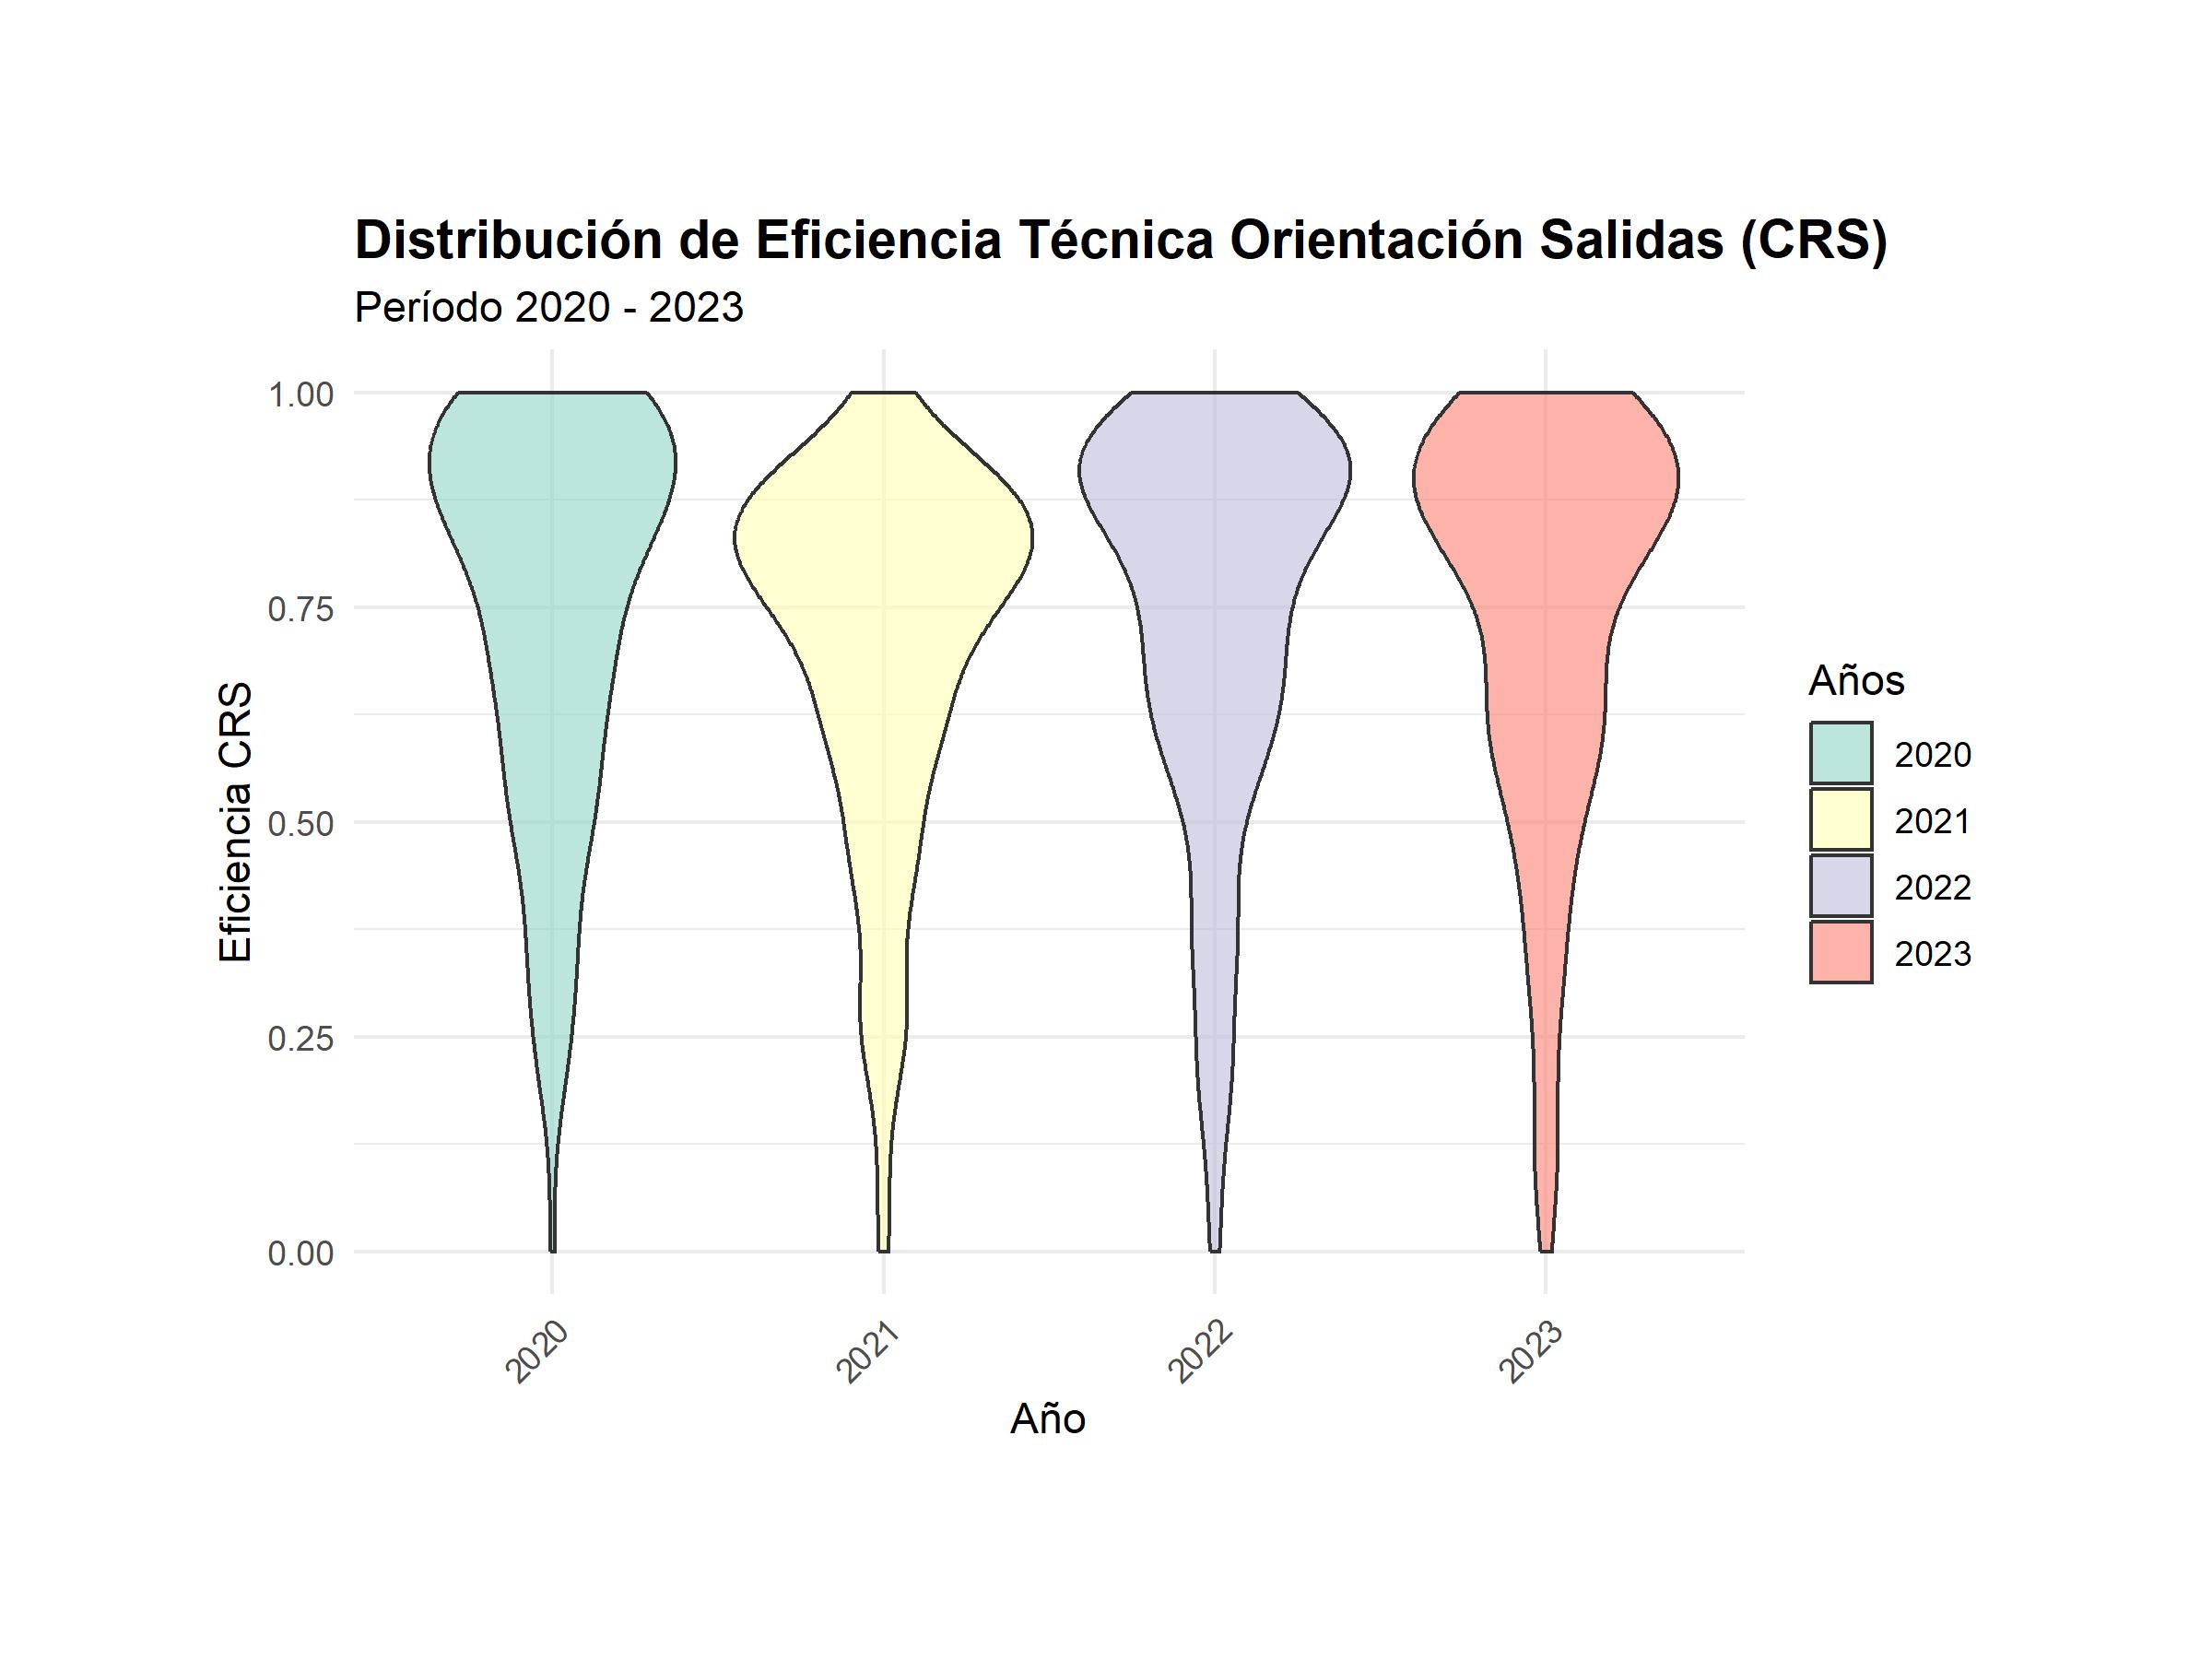 Distribución de Eficiencia Técnica Orientación Salidas (CRS)
Período 2020 - 2023
1.00
0.75
0.50
0.25
0.00
Eficiencia CRS
2020
2021
2022
2023
Año
Años
2020
2021
2022
2023